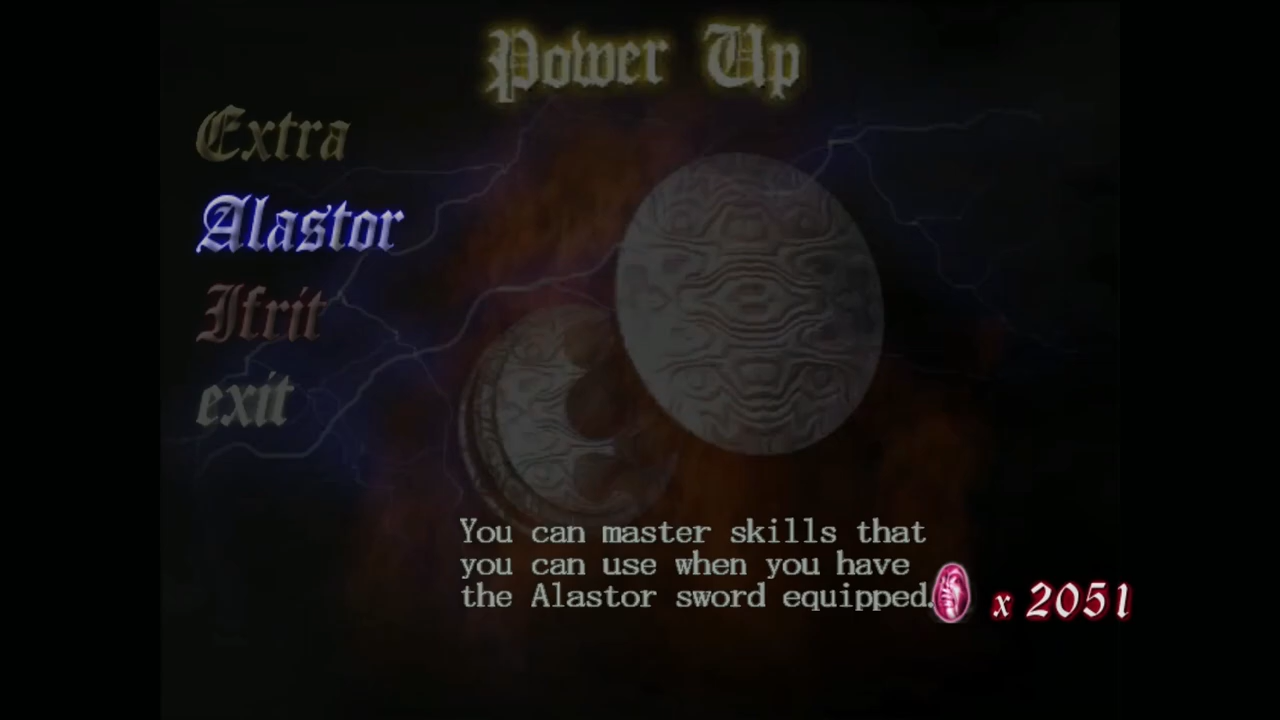 Power Up
Extra
Alastor
Ifrit
exit
You can master skills that
you can use when you have
the Alastor sword equipped.
x 2051